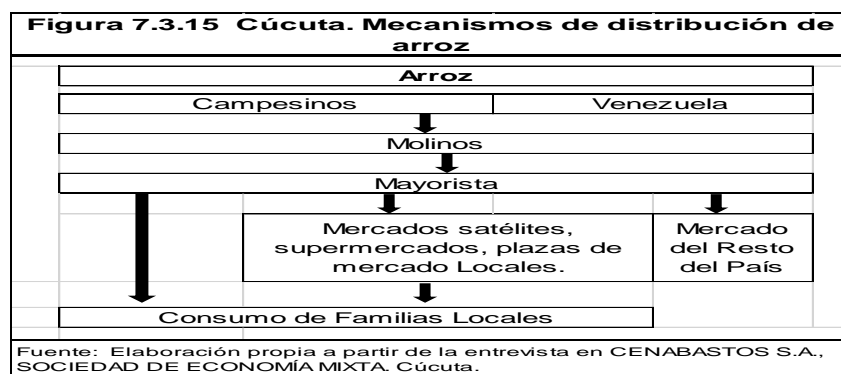 Figura 7.3.15 Cúcuta. Mecanismos de distribución de
arroz
Arroz
Campesinos
Venezuela
Molinos
Mayorista
Mercados satélites,
supermercados, plazas de
mercado Locales.
Mercado
del Resto
del País
Consumo de Familias Locales
Fuente: Elaboración propia a partir de la entrevista en CENABASTOS S.A.,
SOCIEDAD DE ECONOMÍA MIXTA. Cúcuta.